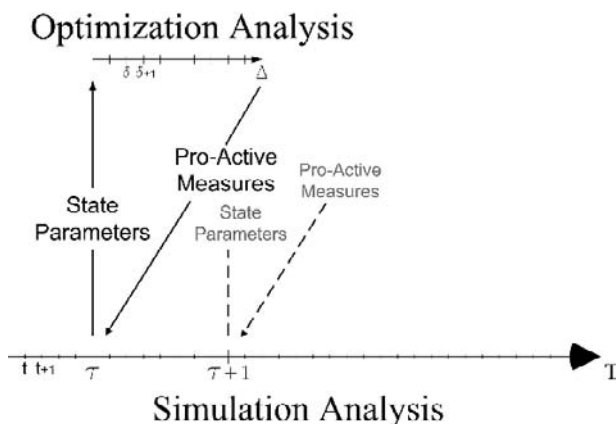 Optimization Analysis
δ δ+1 Δ
Pro-Active
Measures
Pro-Active
Measures
State
Parameters
State
Parameters
t t+1 τ τ+1 T
Simulation Analysis